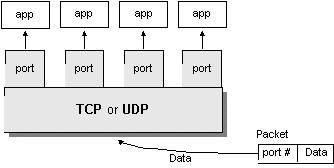 app app app app
port port port port
TCP or UDP
Packet
port # Data
Data